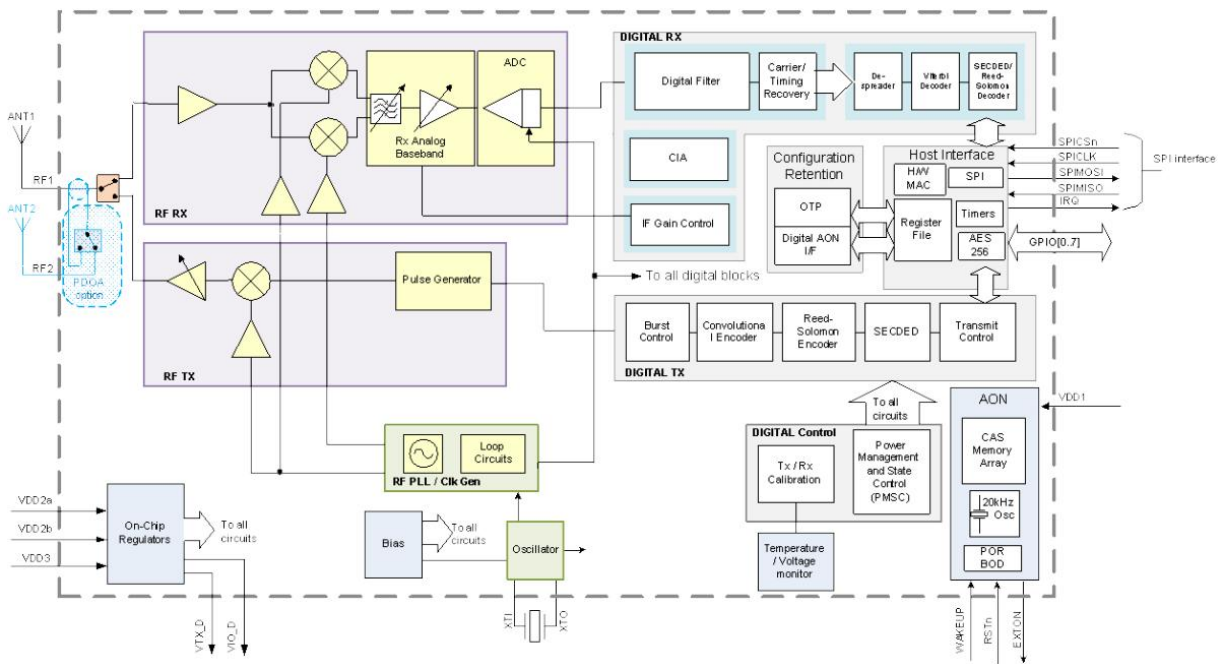 ANT1
RF1
ANT2
RF2
PDOA
option
RF RX
Rx Analog
Baseband
ADC
DIGITAL RX
Digital Filter
Carrier/
Timing
Recovery
De-
spreader
Viterbi
Decoder
SECDED/
Reed-
Solomon
Decoder
CIA
IF Gain Control
Configuration
Retention
OTP
Digital AON
I/F
Host Interface
H/W
MAC
SPI
Register
File
Timers
AES
256
SPICSn
SPICLK
SPIMOSI
SPIMISO
IRQ
SPI interface
GPIO[0.7]
To all digital blocks
RF TX
Pulse Generator
Burst
Control
Convolutiona
l Encoder
Reed-
Solomon
Encoder
SECDED
Transmit
Control
DIGITAL TX
To all
circuits
DIGITAL Control
Tx / Rx
Calibration
Power
Management
and State
Control
(PMSC)
Temperature
/ Voltage
monitor
AON
CAS
Memory
Array
20kHz
Osc
POR
BOD
VDD1
WAKEUP
RSTn
EXTON
Loop
Circuits
RF PLL / Clk Gen
Bias
To all
circuits
Oscillator
XTI
XTO
VDD2a
VDD2b
VDD3
On-Chip
Regulators
To all
circuits
VTX_D
VIO_D